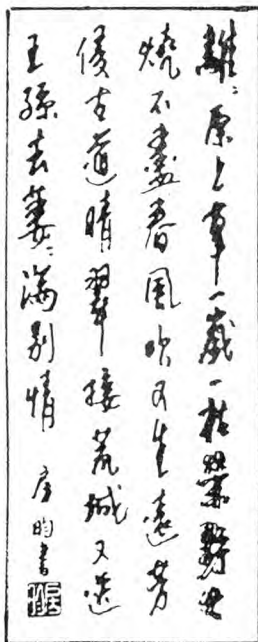 離〻原上草一歲一枯榮野火
燒不盡春風吹又生遠芳
侵古道晴翠接荒城又送
王孫去萋〻滿別情
房昀書